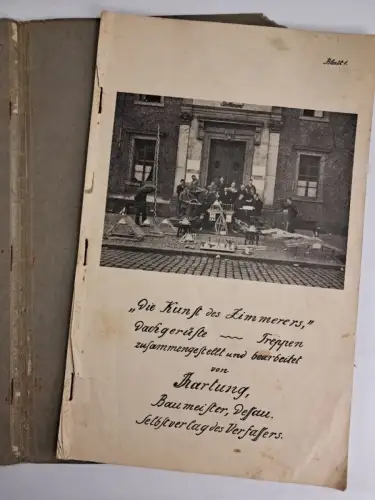 Blatt 1.
„Die Kunst des Zimmerers,"
Dachgerüste ~~ Treppen
zusammengestellt und bearbeitet
von
Hartung,
Baumeister, Dessau.
Selbstverlag des Verfassers.